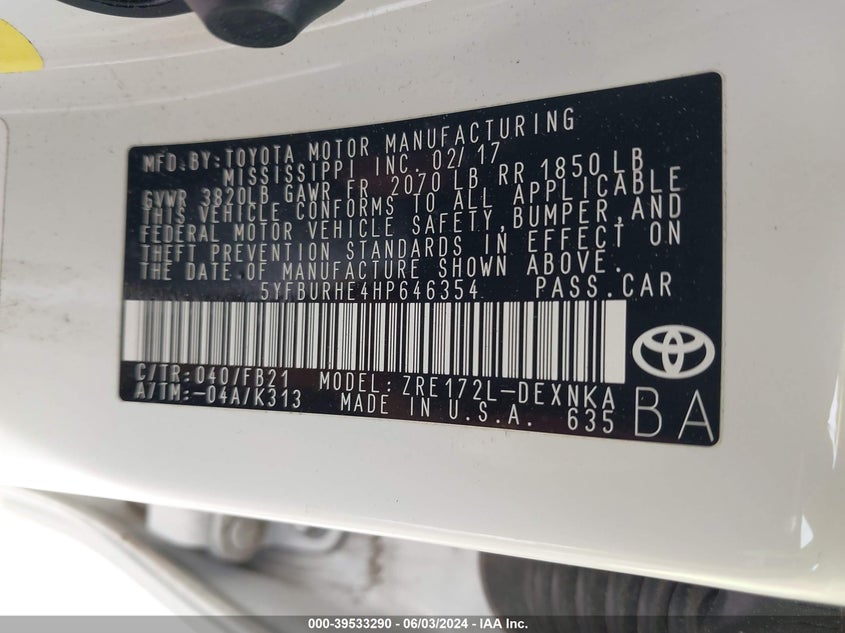 MFD.BY:TOYOTA MOTOR MANUFACTURING
MISSISSIPPI INC. 02/17
GVWR 3820LB GAWR FR 2070 LB RR 1850 LB
THIS VEHICLE CONFORMS TO ALL APPLICABLE
FEDERAL MOTOR VEHICLE SAFETY,BUMPER,AND
THEFT PREVENTION STANDARDS IN EFFECT ON
THE DATE OF MANUFACTURE SHOWN ABOVE.
5YFBURHE4HP646354 PASS.CAR
C/TR:040/FB21 MODEL:ZRE172L-DEXNKA
A/TM:-04A/K313 MADE IN U.S.A. 635 BA
000-39533290 - 06/03/2024 - IAA Inc.